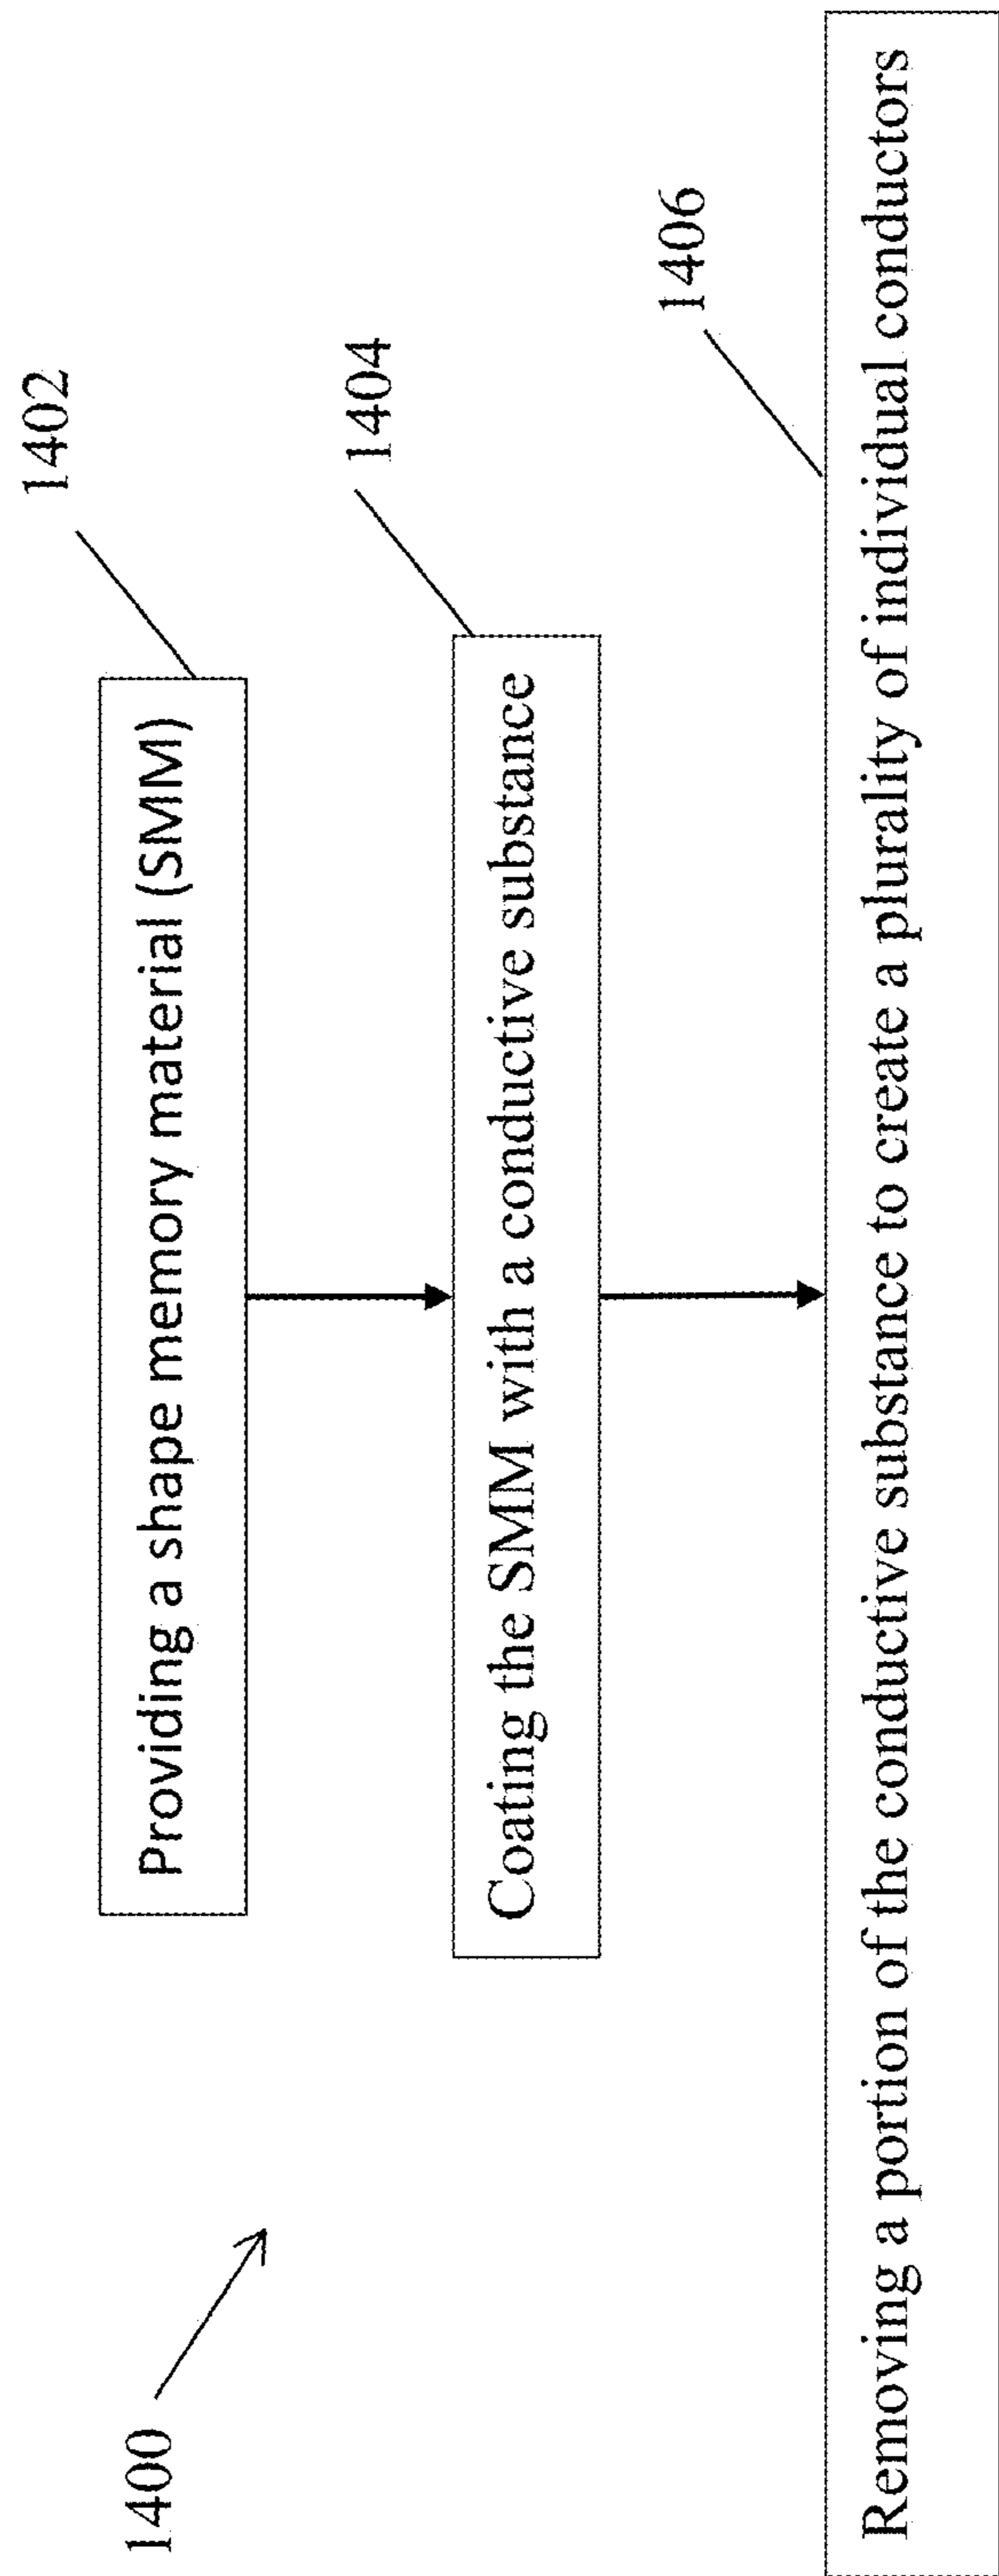 1400
Providing a shape memory material (SMM)
1402
Coating the SMM with a conductive substance
1404
Removing a portion of the conductive substance to create a plurality of individual conductors
1406